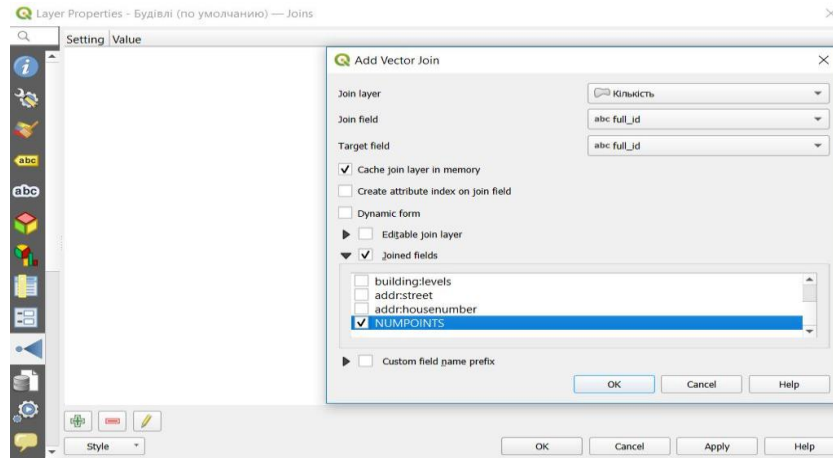 Layer Properties - Будівлі (по умолчанию) — Joins
Setting Value
abc
abc
Add Vector Join
Join layer
Кількість
Join field
abc full_id
Target field
abc full_id
Cache join layer in memory
Create attribute index on join field
Dynamic form
Editable join layer
Joined fields
building:levels
addr:street
addr:housenumber
NUMPOINTS
Custom field name prefix
OK Cancel Help
Style
OK Cancel Apply Help